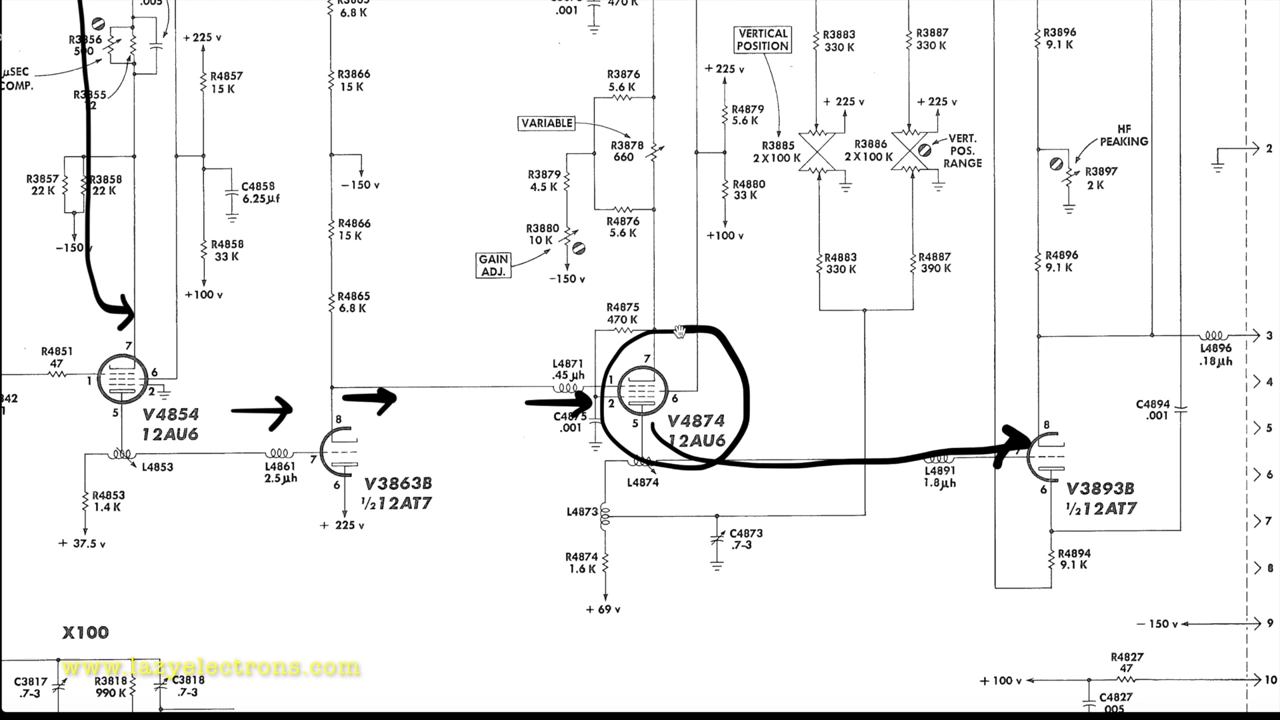 .005
R3865
6.8 K
C3875
.001
470 K
R3856
500
+225 v
R4857
15 K
µSEC
COMP.
R3855
12
R3866
15 K
R3876
5.6 K
VERTICAL
POSITION
+ 225 v
R4879
5.6 K
R3883
330 K
R3887
330 K
+ 225 v
+225 v
R3896
9.1 K
VARIABLE
R3878
660
R3885
2 X 100 K
R3886
2 X 100 K
VERT.
POS.
RANGE
HF
PEAKING
R3897
2 K
2
R3857
22 K
R3858
22 K
C4858
6.25µf
−150 v
R3879
4.5 K
R4880
33 K
R4876
5.6 K
−150 v
R4858
33 K
R4866
15 K
R3880
10 K
+100 v
GAIN
ADJ.
−150 v
R4883
330 K
R4887
390 K
R4896
9.1 K
+100 v
R4865
6.8 K
R4875
470 K
3
R4851
47
7
1
6
2
5
V4854
12AU6
L4871
.45µh
1
2
7
6
5
V4874
12AU6
C4875
.001
L4896
.18µh
4
C4894
.001
5
L4853
L4861
2.5µh
8
7
6
V3863B
½12AT7
+ 225 v
L4874
L4891
1.8µh
8
6
V3893B
½12AT7
6
R4853
1.4 K
+ 37.5 v
L4873
C4873
.7-3
7
R4874
1.6 K
R4894
9.1 K
8
+ 69 v
− 150 v
9
X100
www.lazyelectrons.com
C3817
.7-3
R3818
990 K
C3818
.7-3
+ 100 v
R4827
47
10
C4827